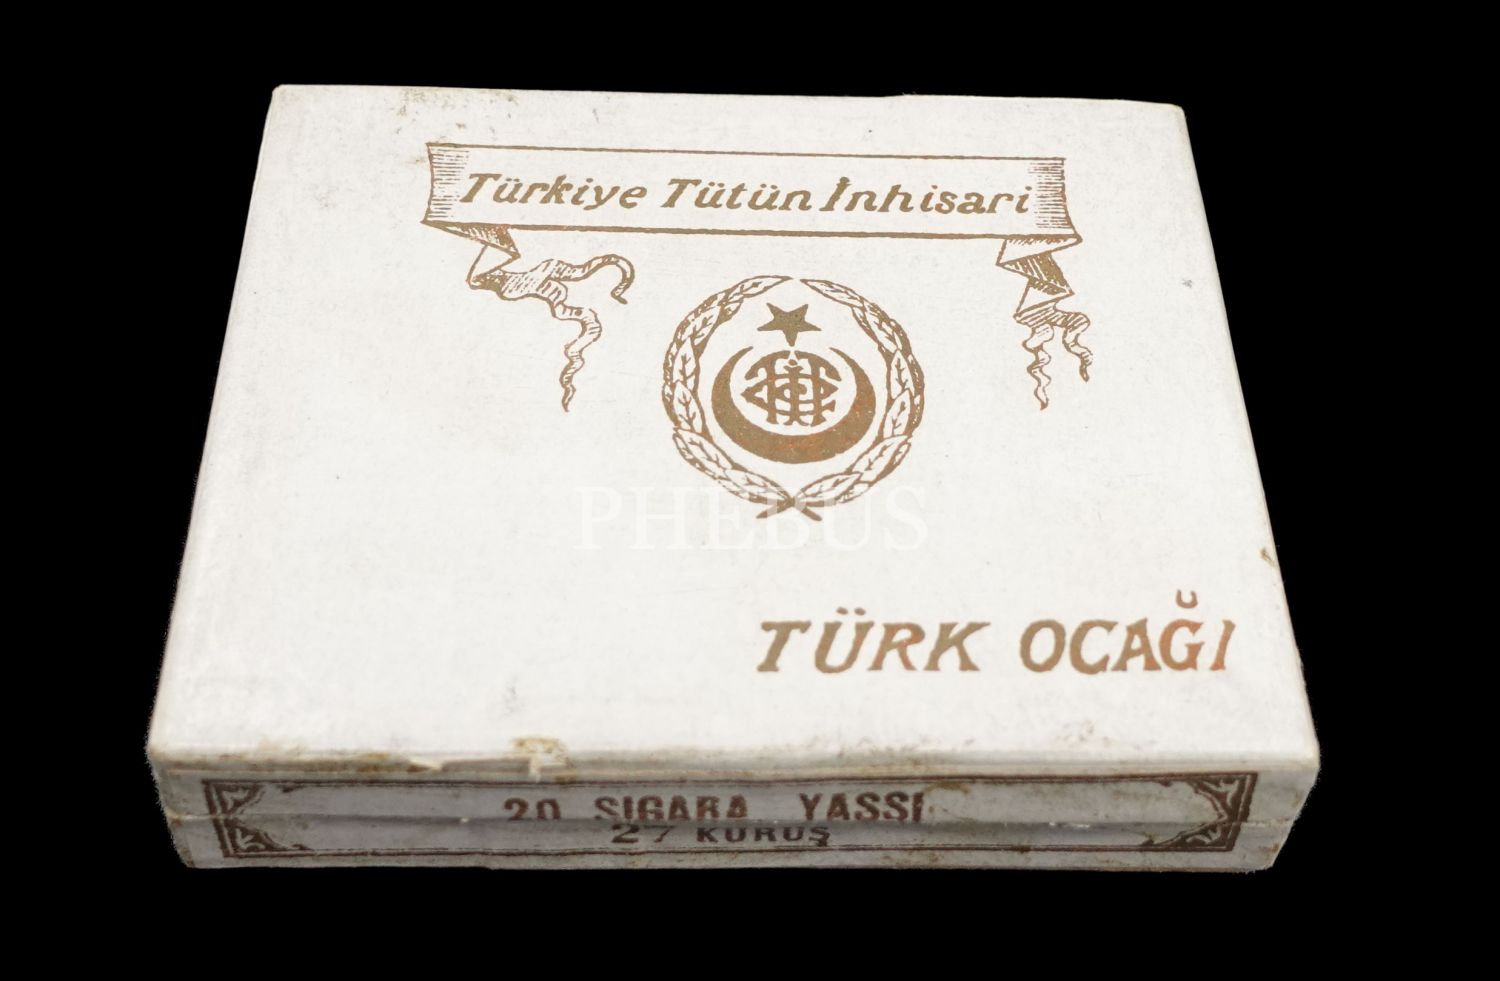 Türkiye Tütün İnhisari
PHEBUS
TÜRK OCAĞI
20 SIGARA YASSI
27 KURUŞ